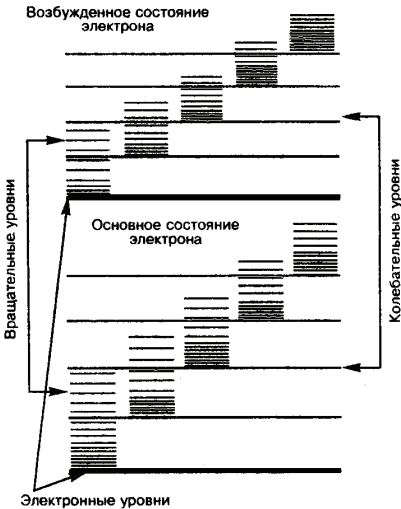 Возбужденное состояние
электрона
Основное состояние
электрона
Вращательные уровни
Колебательные уровни
Электронные уровни